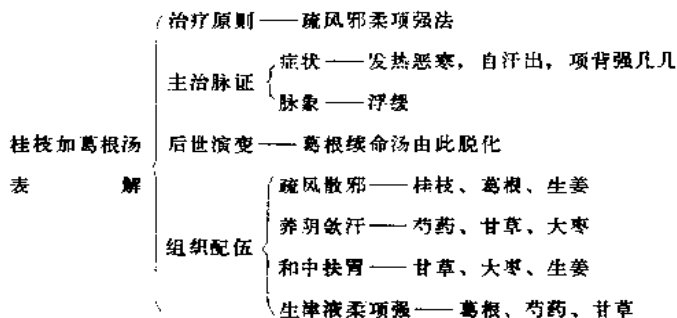 治疗原则——疏风邪柔项强法
症状——发热恶寒，自汗出，项背强几几
主治脉证
脉象——浮缓
桂枝加葛根汤 后世演变——葛根续命汤由此脱化
表 解
疏风散邪——桂枝、葛根、生姜
养阴敛汗——芍药、甘草、大枣
组织配伍
和中扶胃——甘草、大枣、生姜
生津液柔项强——葛根、芍药、甘草